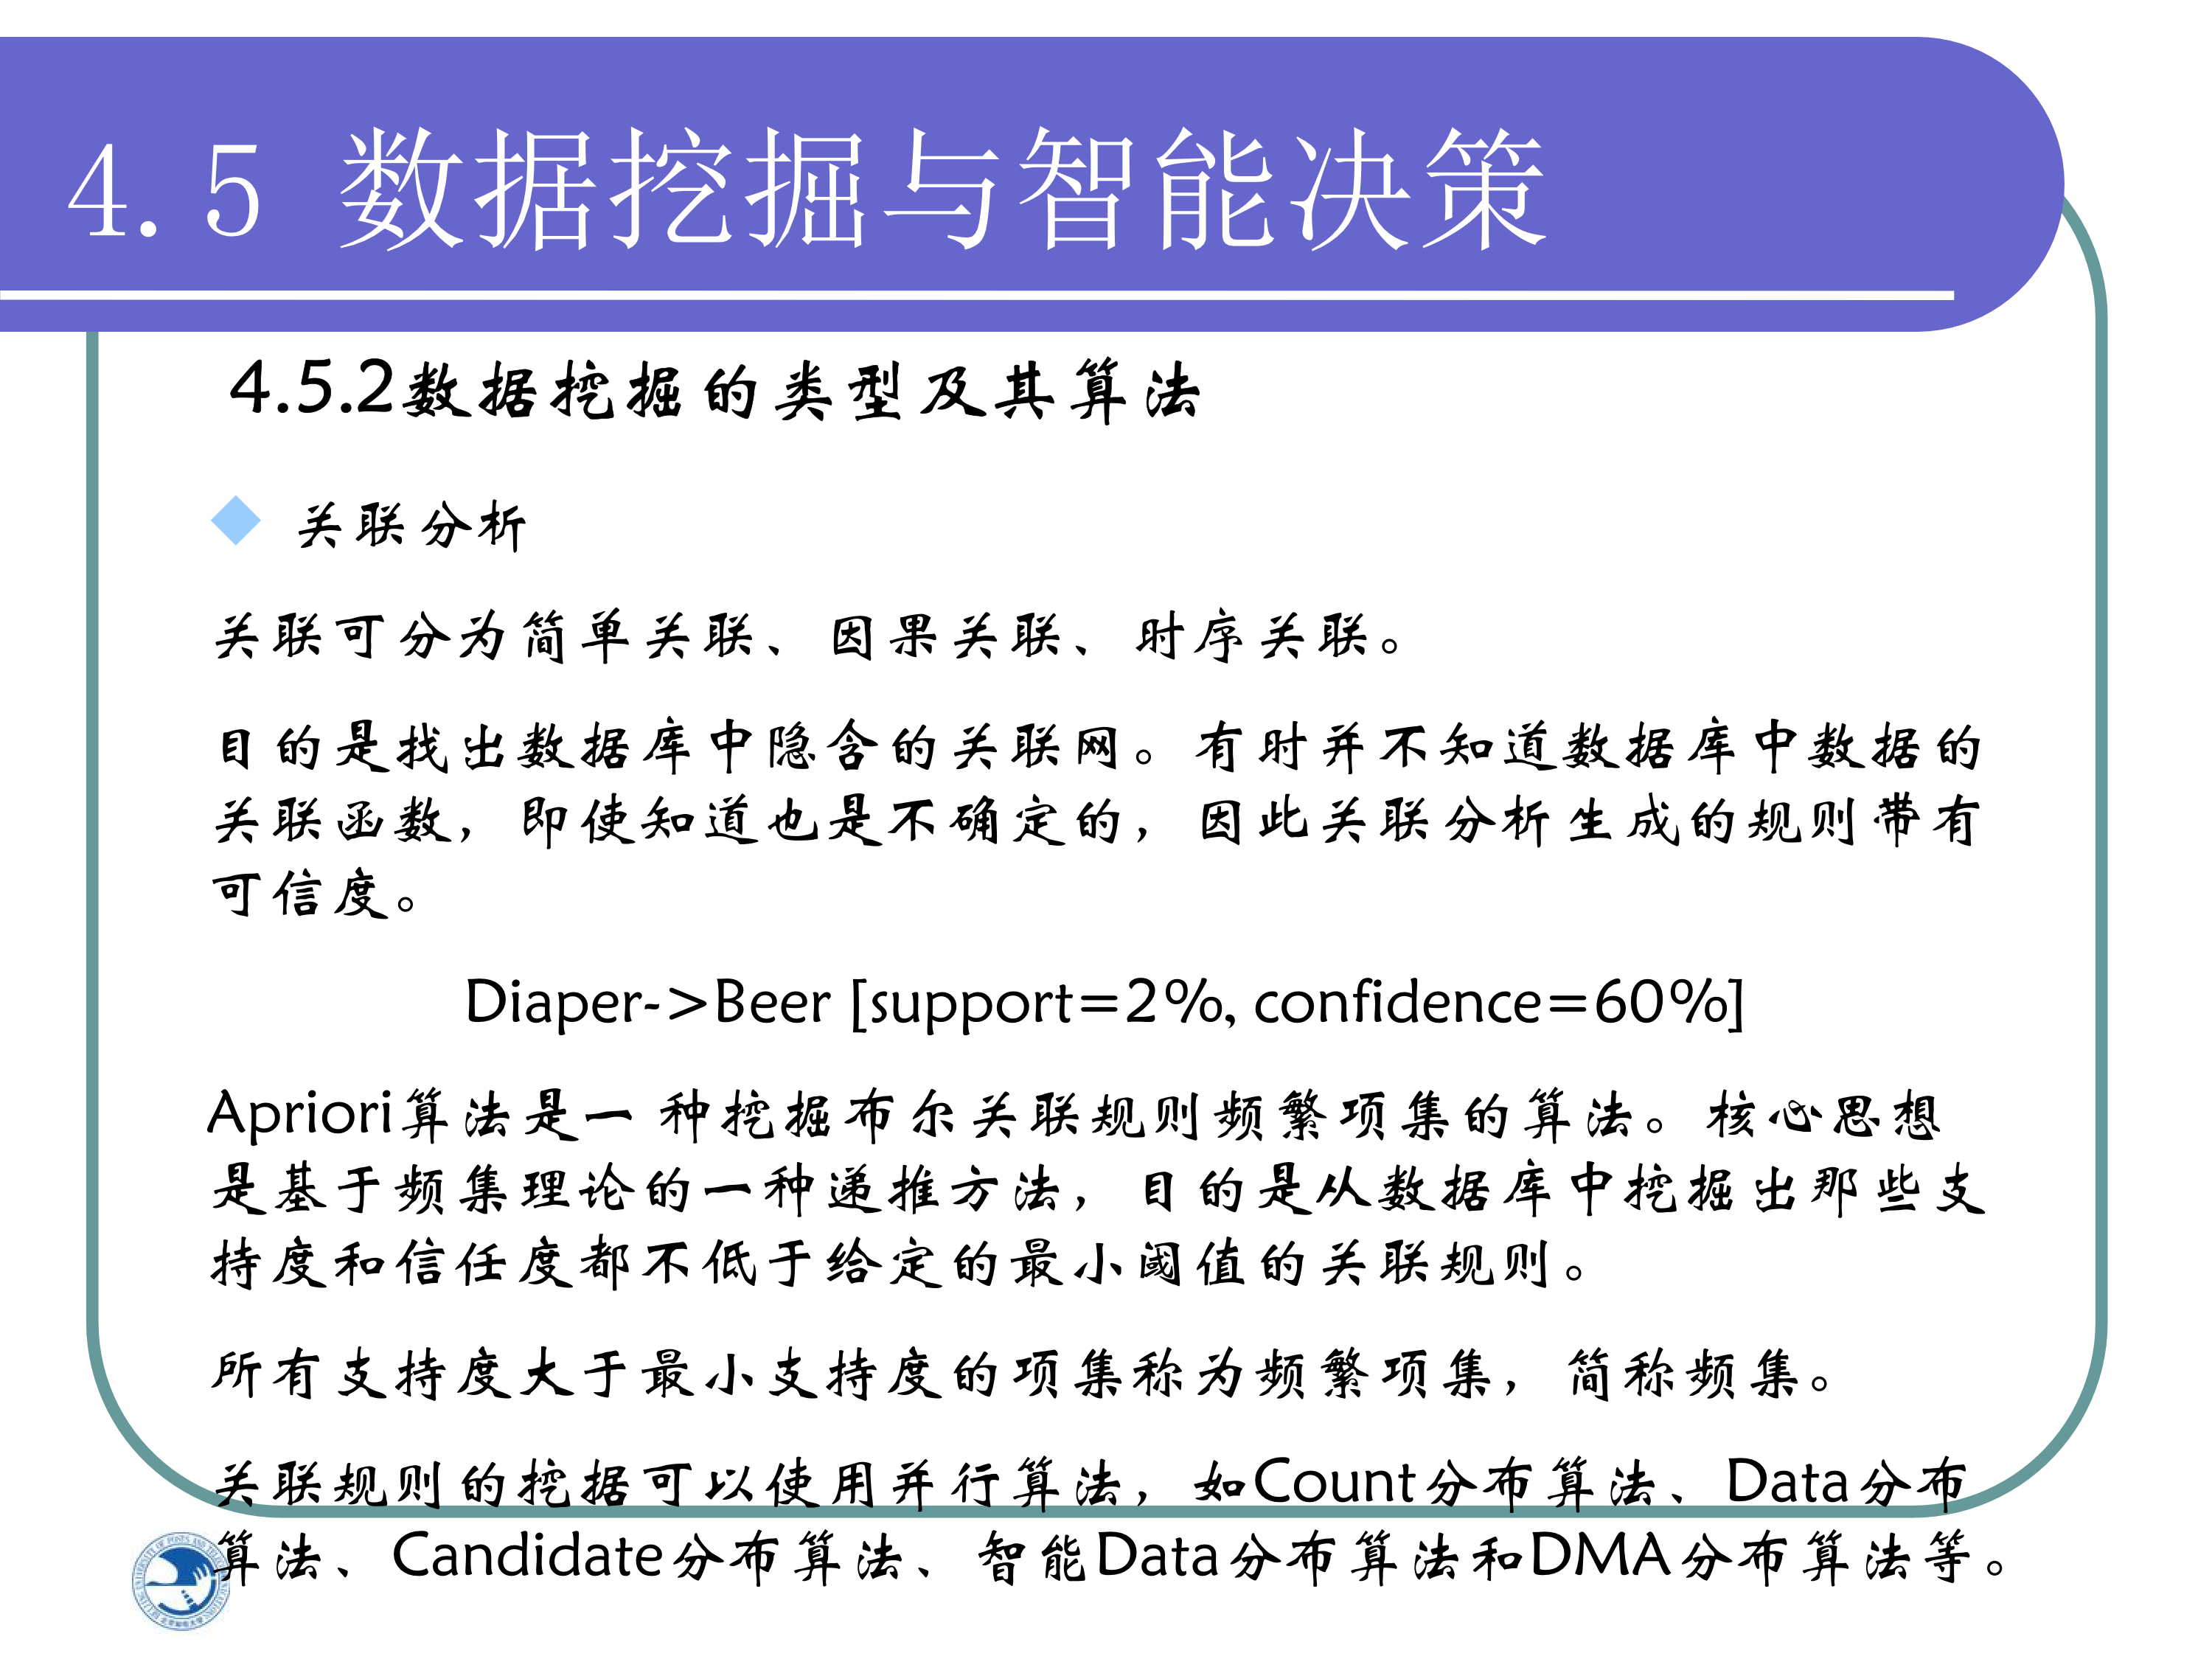 4.5 数据挖掘与智能决策
4.5.2数据挖掘的类型及其算法
关联分析
关联可分为简单关联、因果关联、时序关联。
目的是找出数据库中隐含的关联网。有时并不知道数据库中数据的
关联函数，即使知道也是不确定的，因此关联分析生成的规则带有
可信度。
Diaper->Beer [support=2%, confidence=60%]
Apriori算法是一种挖掘布尔关联规则频繁项集的算法。核心思想
是基于频集理论的一种递推方法，目的是从数据库中挖掘出那些支
持度和信任度都不低于给定的最小阈值的关联规则。
所有支持度大于最小支持度的项集称为频繁项集，简称频集。
关联规则的挖掘可以使用并行算法，如Count分布算法、Data分布
算法、Candidate分布算法、智能Data分布算法和DMA分布算法等。